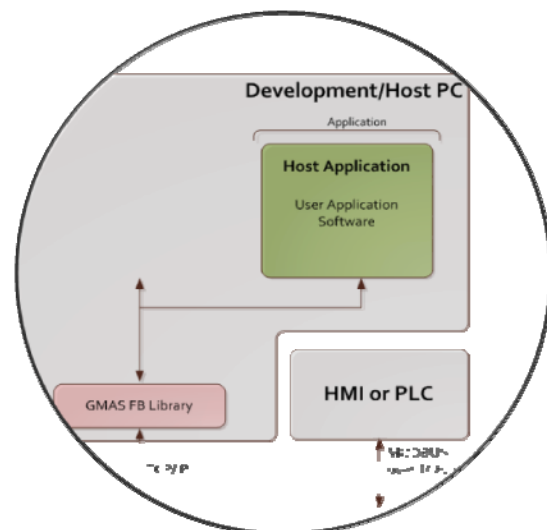 Development/Host PC
Application
Host Application
User Application
Software
GMAS FB Library
HMI or PLC